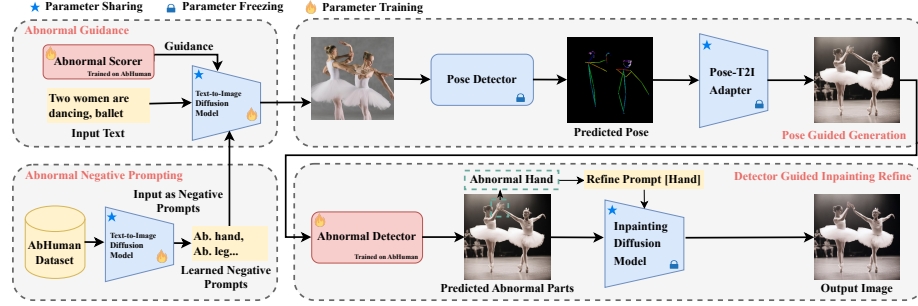 Parameter Sharing
Parameter Freezing
Parameter Training
Abnormal Guidance
Guidance
Abnormal Scorer
Trained on AbHuman
Two women are
dancing, ballet
Input Text
Text-to-Image
Diffusion
Model
Pose Detector
Predicted Pose
Pose-T2I
Adapter
Pose Guided Generation
Abnormal Negative Prompting
Input as Negative
Prompts
AbHuman
Dataset
Text-to-Image
Diffusion
Model
Ab. hand,
Ab. leg...
Learned Negative
Prompts
Detector Guided Inpainting Refine
Abnormal Hand
Refine Prompt [Hand]
Abnormal Detector
Trained on AbHuman
Predicted Abnormal Parts
Inpainting
Diffusion
Model
Output Image